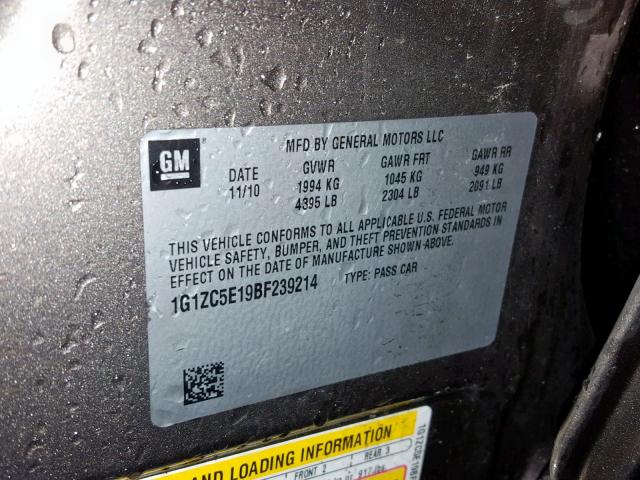 GM
MFD BY GENERAL MOTORS LLC
DATE GVWR GAWR FRT GAWR RR
11/10 1994 KG 1045 KG 949 KG
4395 LB 2304 LB 2091 LB
THIS VEHICLE CONFORMS TO ALL APPLICABLE U.S. FEDERAL MOTOR
VEHICLE SAFETY, BUMPER, AND THEFT PREVENTION STANDARDS IN
EFFECT ON THE DATE OF MANUFACTURE SHOWN ABOVE.
1G1ZC5E19BF239214 TYPE: PASS CAR
AND LOADING INFORMATION
FRONT 2 REAR 3